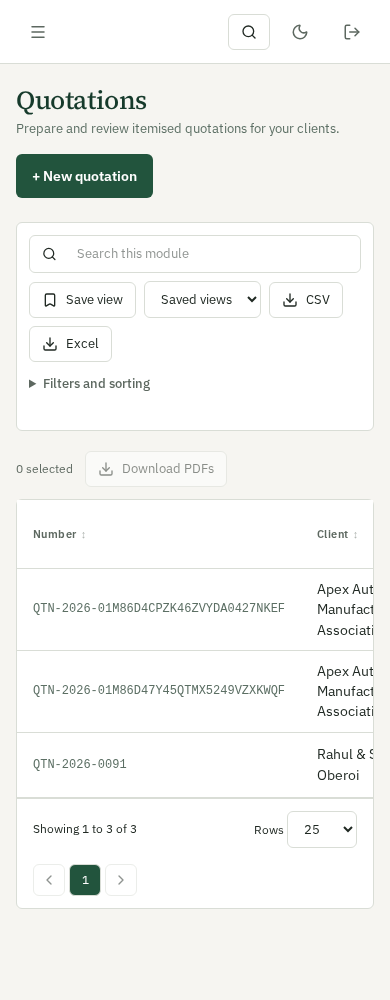 Quotations
Prepare and review itemised quotations for your clients.
+ New quotation
Search this module
Save view
Saved views
CSV
Excel
Filters and sorting
0 selected
Download PDFs
Number ↕ Client ↕
QTN-2026-01M86D4CPZK46ZVYDA0427NKEF
Apex Aut
Manufact
Associati
QTN-2026-01M86D47Y45QTMX5249VZXKWQF
Apex Aut
Manufact
Associati
QTN-2026-0091
Rahul & S
Oberoi
Showing 1 to 3 of 3
Rows 25
1